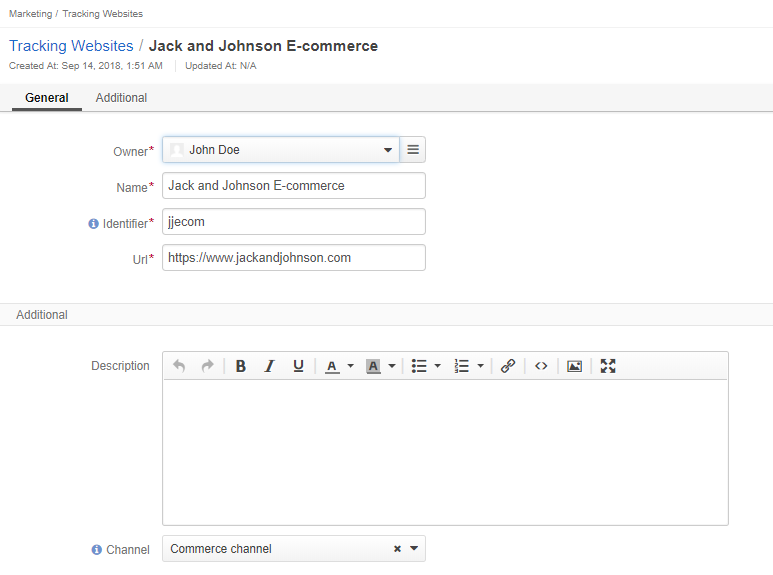 Marketing / Tracking Websites
Tracking Websites / Jack and Johnson E-commerce
Created At: Sep 14, 2018, 1:51 AM Updated At: N/A
General Additional
Owner* John Doe
Name* Jack and Johnson E-commerce
Identifier* jjecom
Url* https://www.jackandjohnson.com
Additional
Description B I U A A
Channel Commerce channel